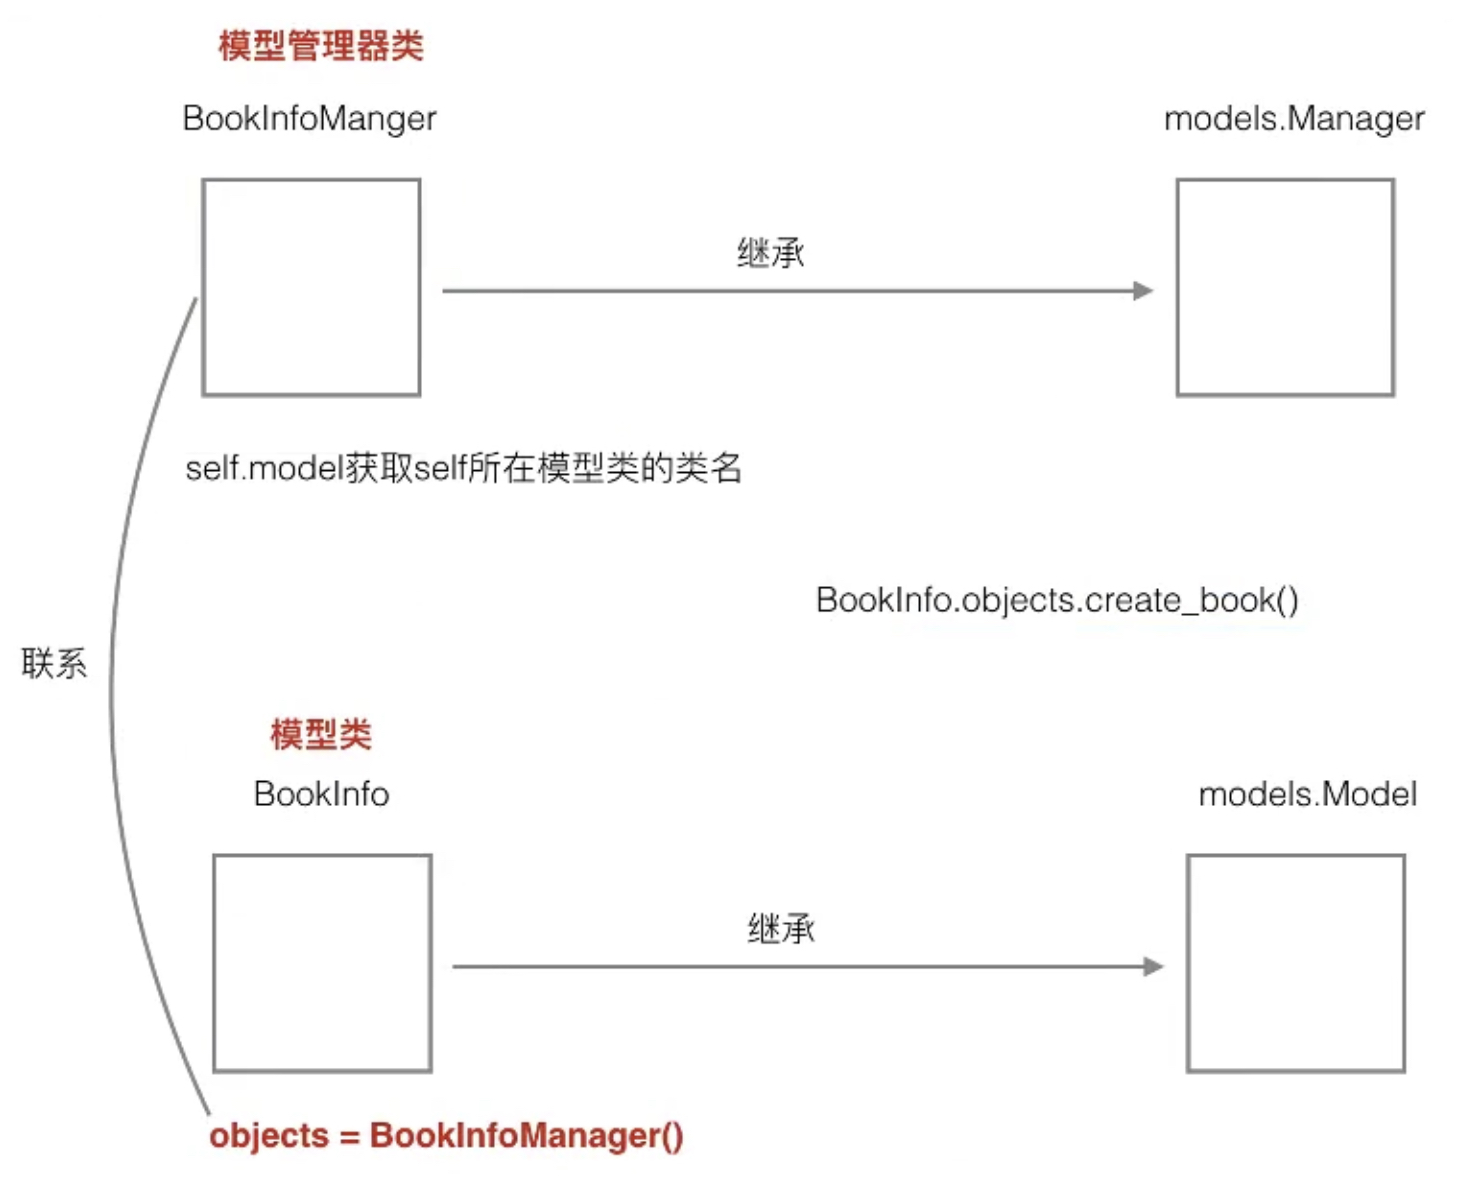 模型管理器类
BookInfoManger
models.Manager
继承
self.model获取self所在模型类的类名
BookInfo.objects.create_book()
联系
模型类
BookInfo
models.Model
继承
objects = BookInfoManager()